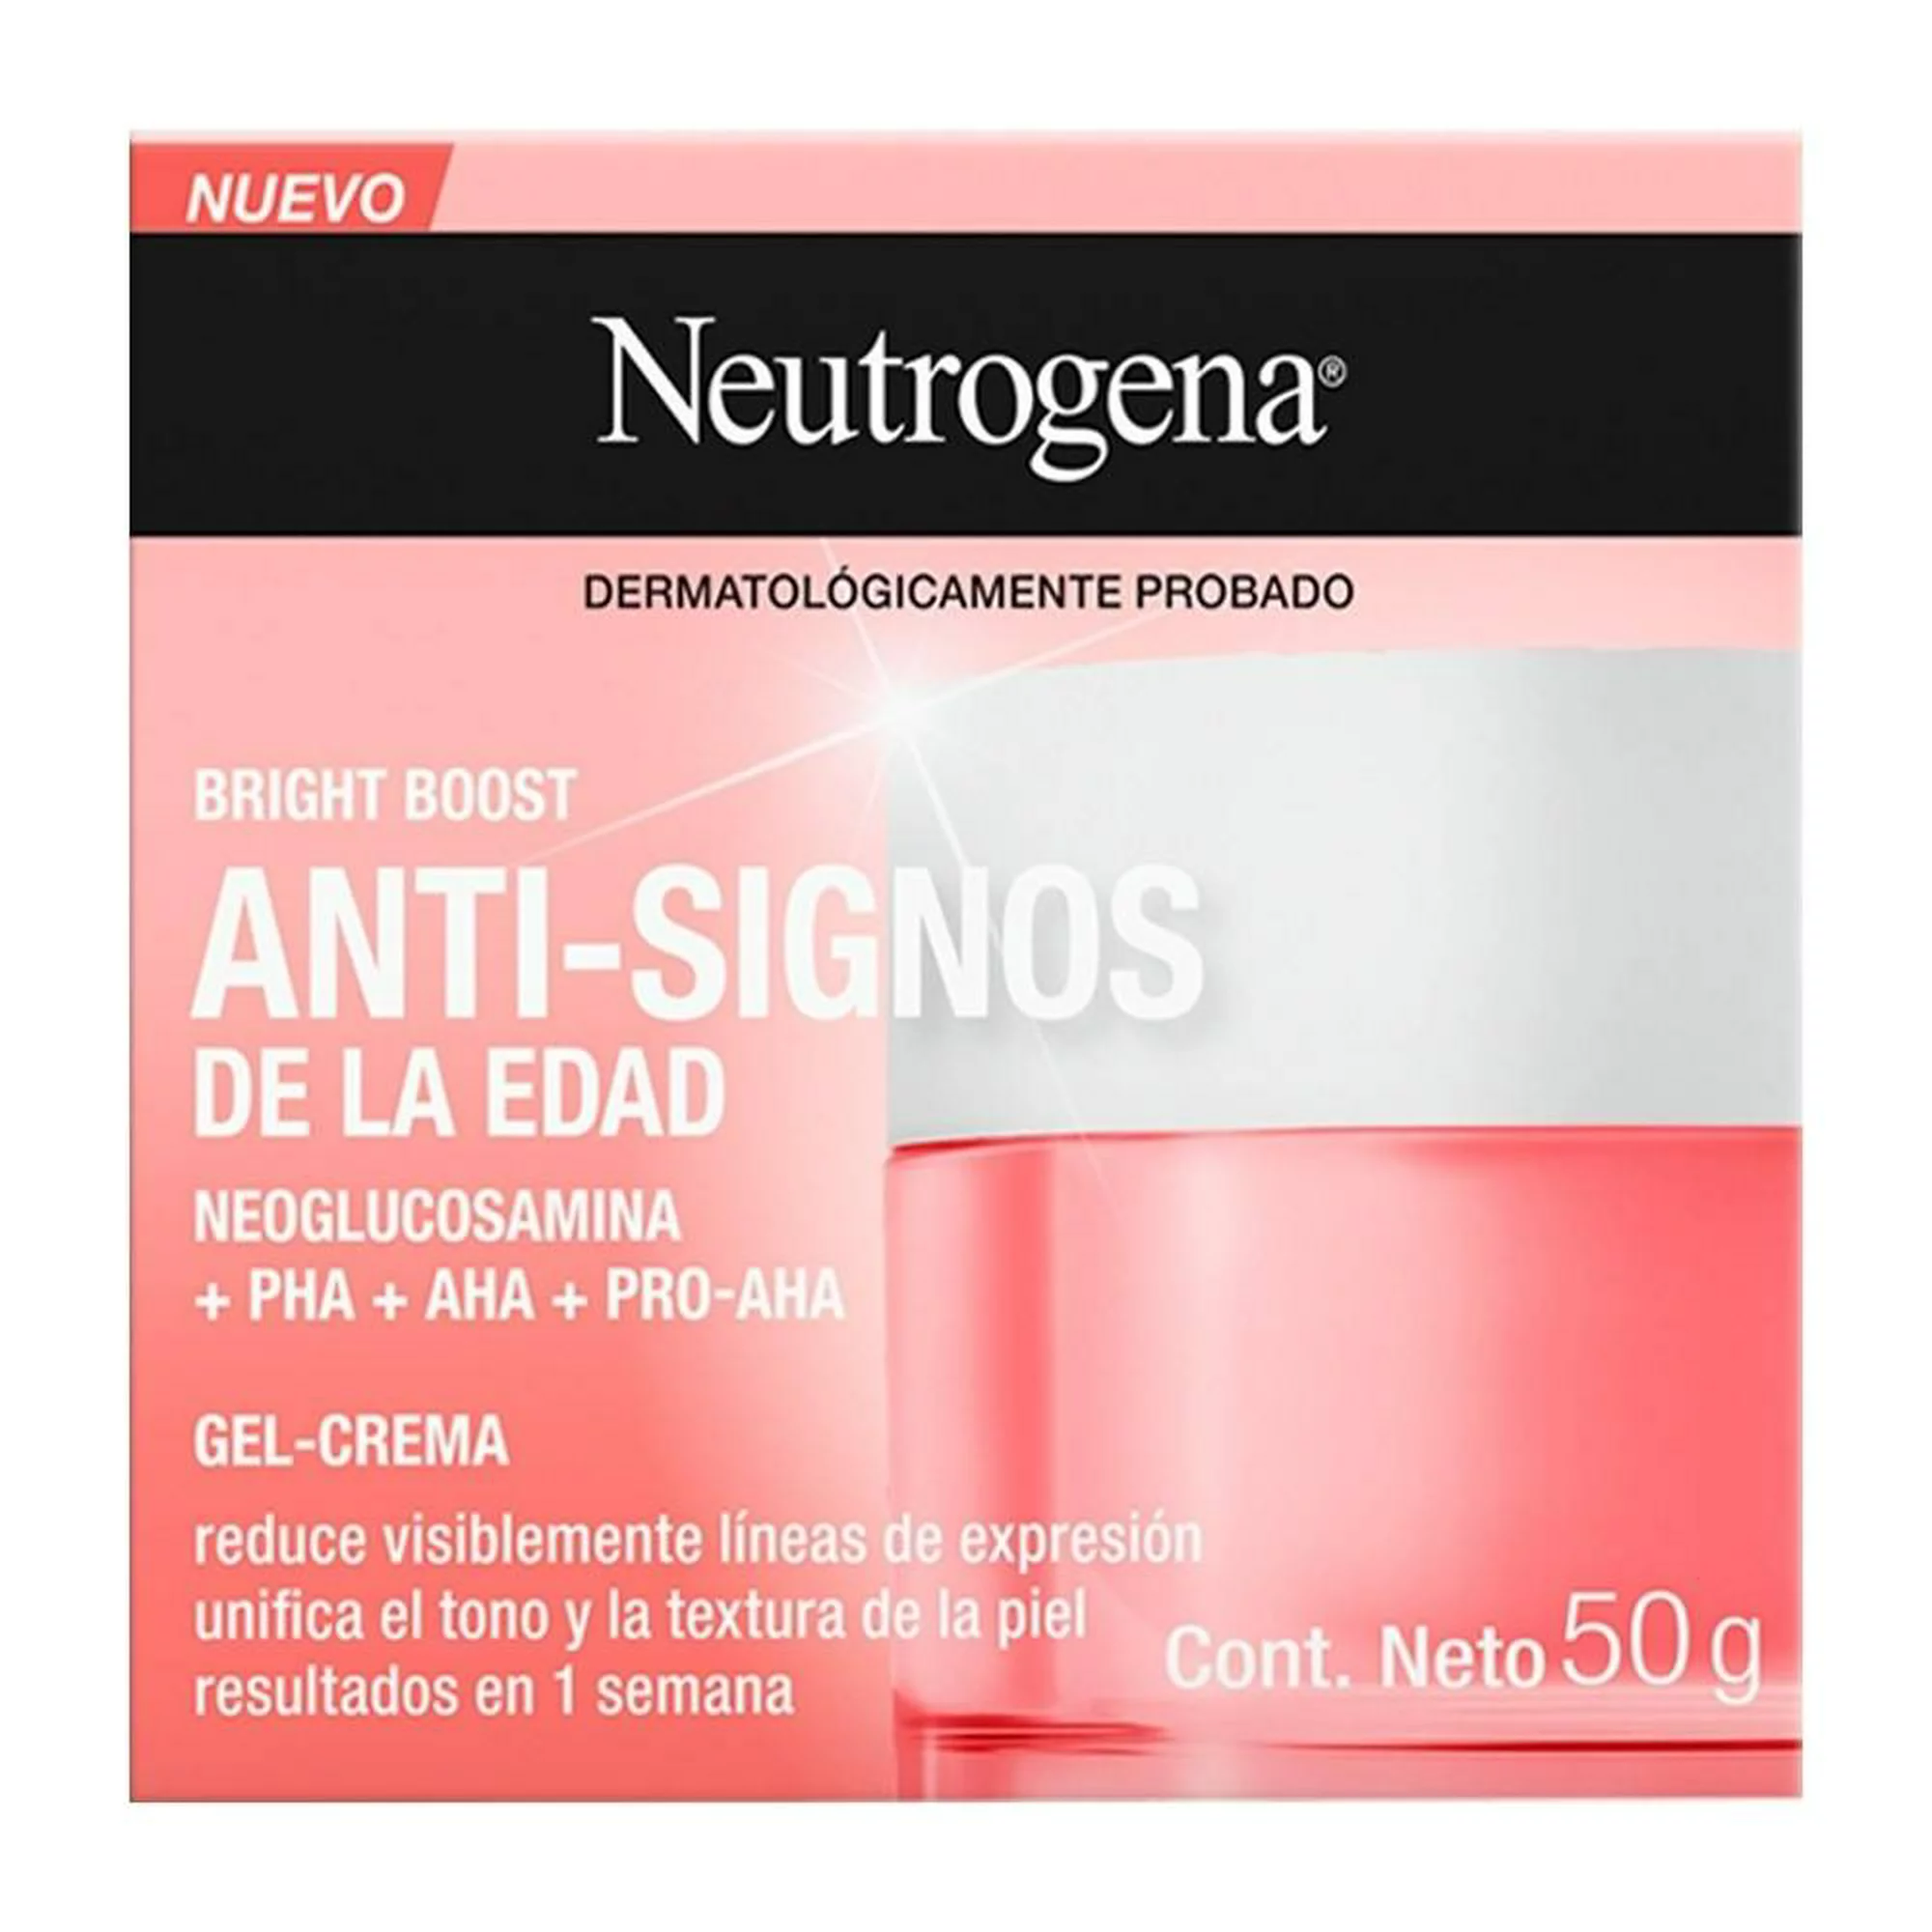 NUEVO
Neutrogena®
DERMATOLÓGICAMENTE PROBADO
BRIGHT BOOST
ANTI-SIGNOS
DE LA EDAD
NEOGLUCOSAMINA
+ PHA + AHA + PRO-AHA
GEL-CREMA
reduce visiblemente líneas de expresión
unifica el tono y la textura de la piel
resultados en 1 semana
Cont. Neto 50 g